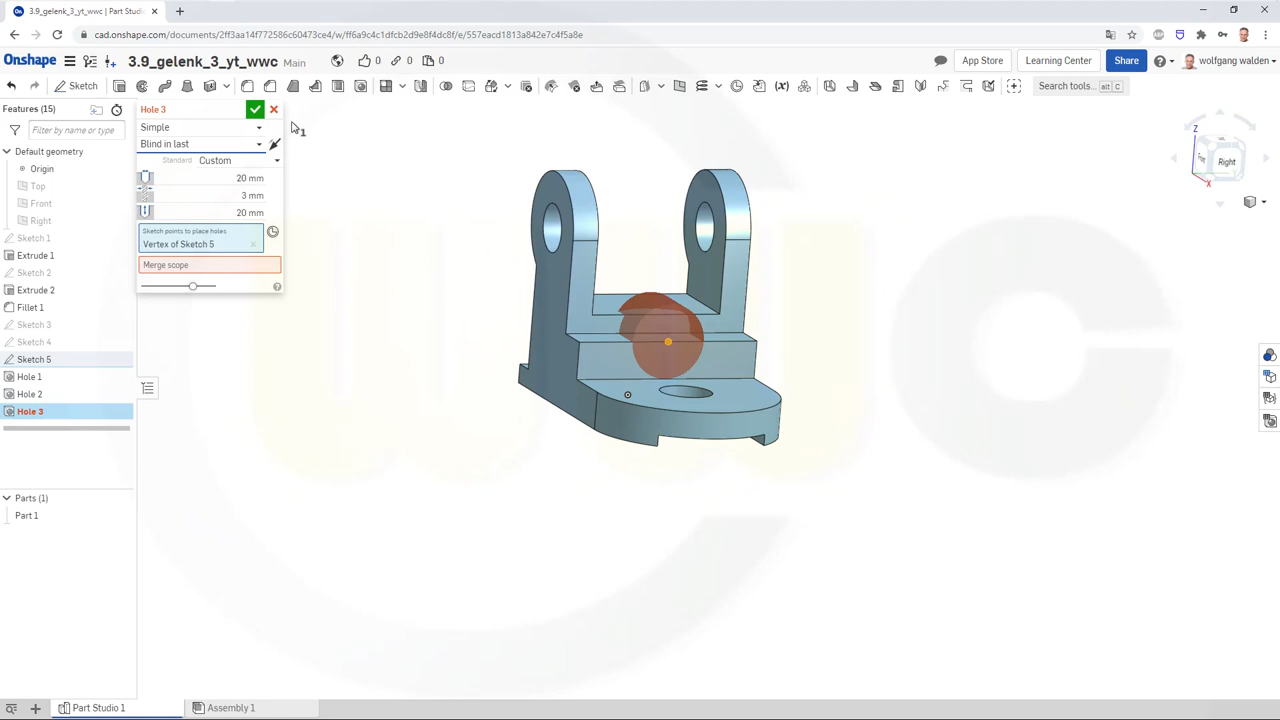 3.9_gelenk_3_yt_wwc | Part Studi
cad.onshape.com/documents/2ff3aa14f772586c60473ce4/w/ff6a9c4c1dfcb2d9e8f4dc8f/e/557eacd1813a842e7c4f5a8e
Onshape
3.9_gelenk_3_yt_wwc Main
0
0
0
App Store
Learning Center
Share
wolfgang walden
Sketch
Search tools... alt C
Features (15)
Filter by name or type
Default geometry
Origin
Top
Front
Right
Sketch 1
Extrude 1
Sketch 2
Extrude 2
Fillet 1
Sketch 3
Sketch 4
Sketch 5
Hole 1
Hole 2
Hole 3
Parts (1)
Part 1
Hole 3
Simple
Blind in last
Standard Custom
20 mm
3 mm
20 mm
Sketch points to place holes
Vertex of Sketch 5
Merge scope
1
Z
Front
Right
Y
X
wwc
Part Studio 1
Assembly 1